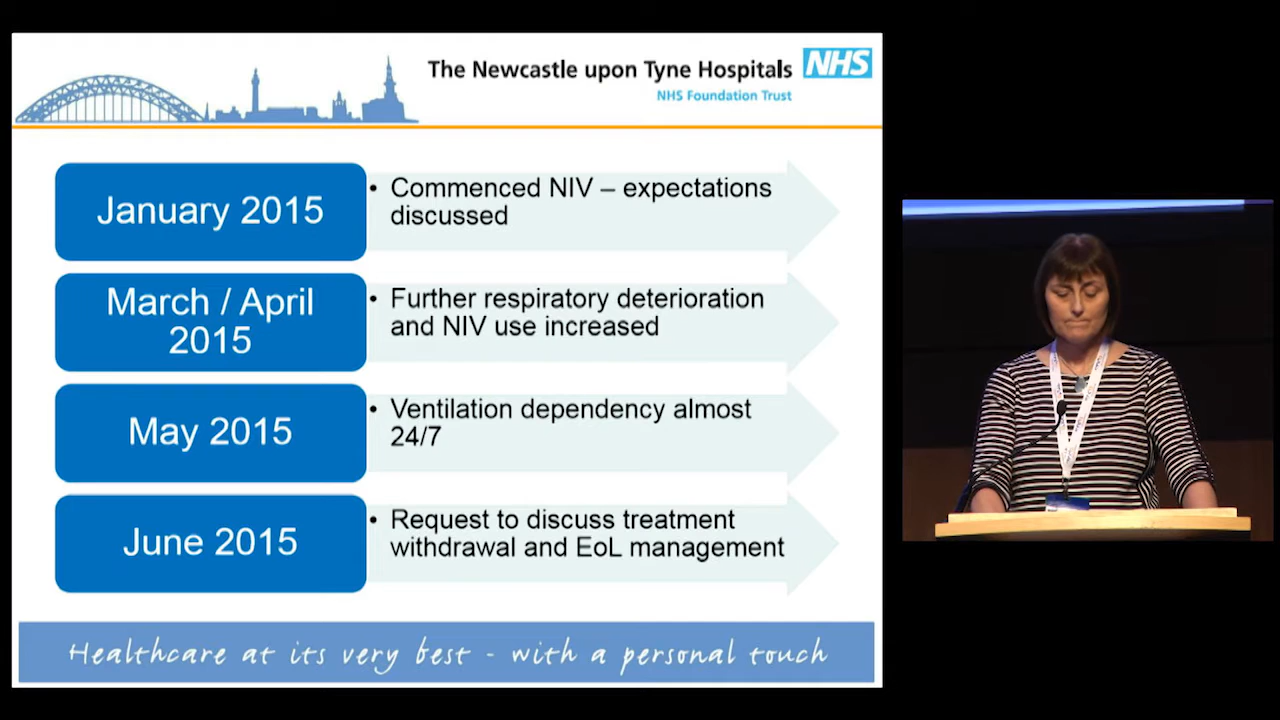 The Newcastle upon Tyne Hospitals NHS
NHS Foundation Trust
January 2015
• Commenced NIV – expectations
discussed
March / April
2015
• Further respiratory deterioration
and NIV use increased
May 2015
• Ventilation dependency almost
24/7
June 2015
• Request to discuss treatment
withdrawal and EoL management
Healthcare at its very best - with a personal touch